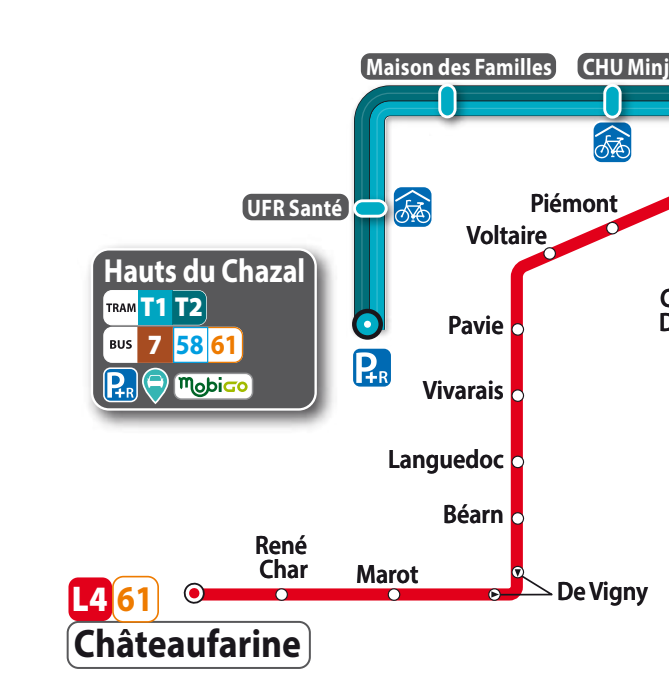 Maison des Familles
CHU Minj
UFR Santé
Piémont
Voltaire
Hauts du Chazal
TRAM T1 T2
BUS 7 58 61
P+R
mobiGo
P+R
Pavie
Vivarais
Languedoc
Béarn
René
Char
Marot
De Vigny
L4 61
Châteaufarine